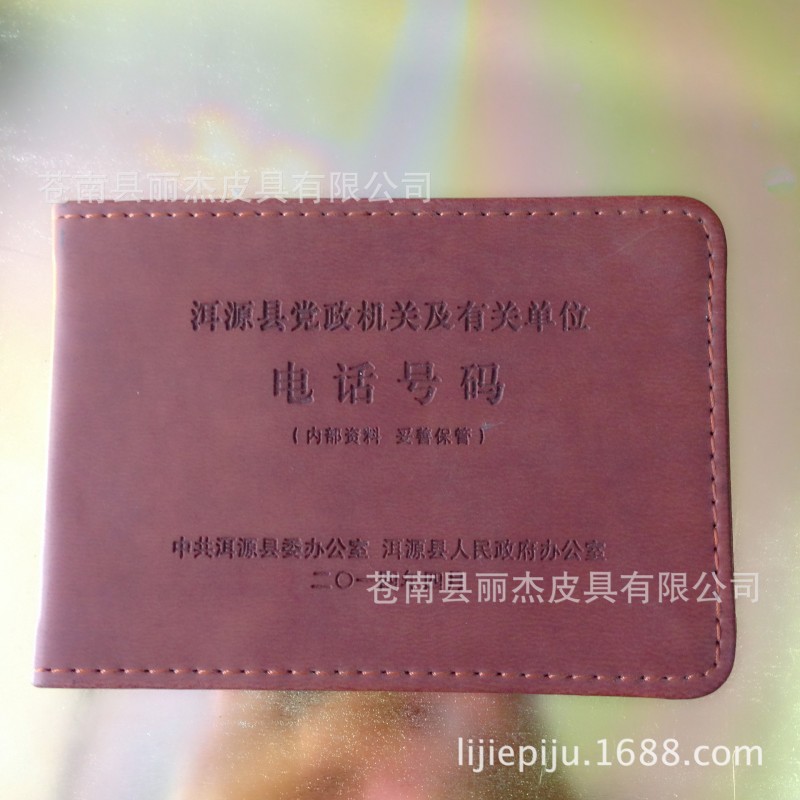 苍南县丽杰皮具有限公司
洱源县党政机关及有关单位
电话号码
(内部资料 妥善保管)
中共洱源县委办公室 洱源县人民政府办公室
二〇一
苍南县丽杰皮具有限公司
lijiepiju.1688.com